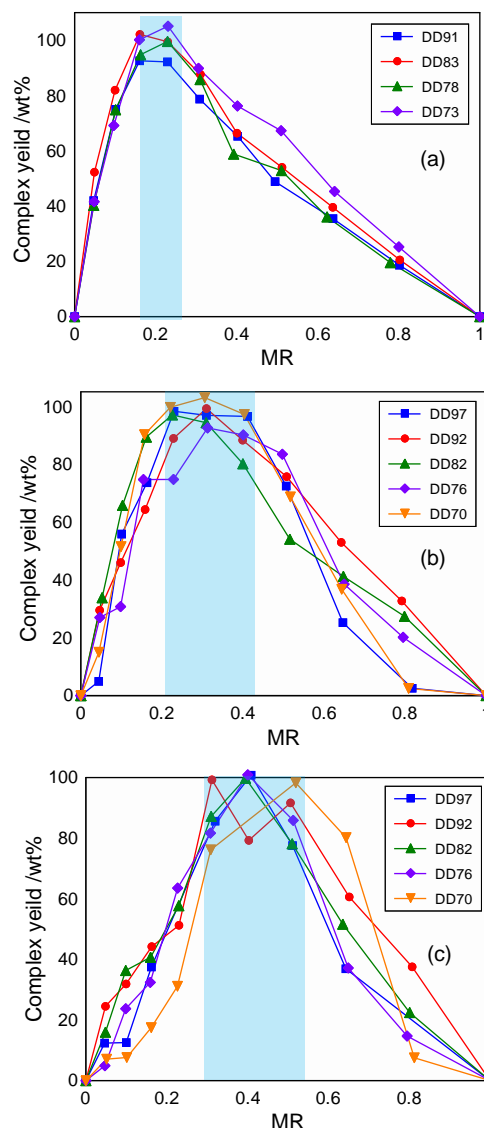 Complex yeild /wt%
100
80
60
40
20
0
DD91
DD83
DD78
DD73
(a)
0 0.2 0.4 0.6 0.8 1
MR
Complex yeild /wt%
100
80
60
40
20
0
DD97
DD92
DD82
DD76
DD70
(b)
0 0.2 0.4 0.6 0.8 1
MR
Complex yeild /wt%
100
80
60
40
20
0
DD97
DD92
DD82
DD76
DD70
(c)
0 0.2 0.4 0.6 0.8
MR